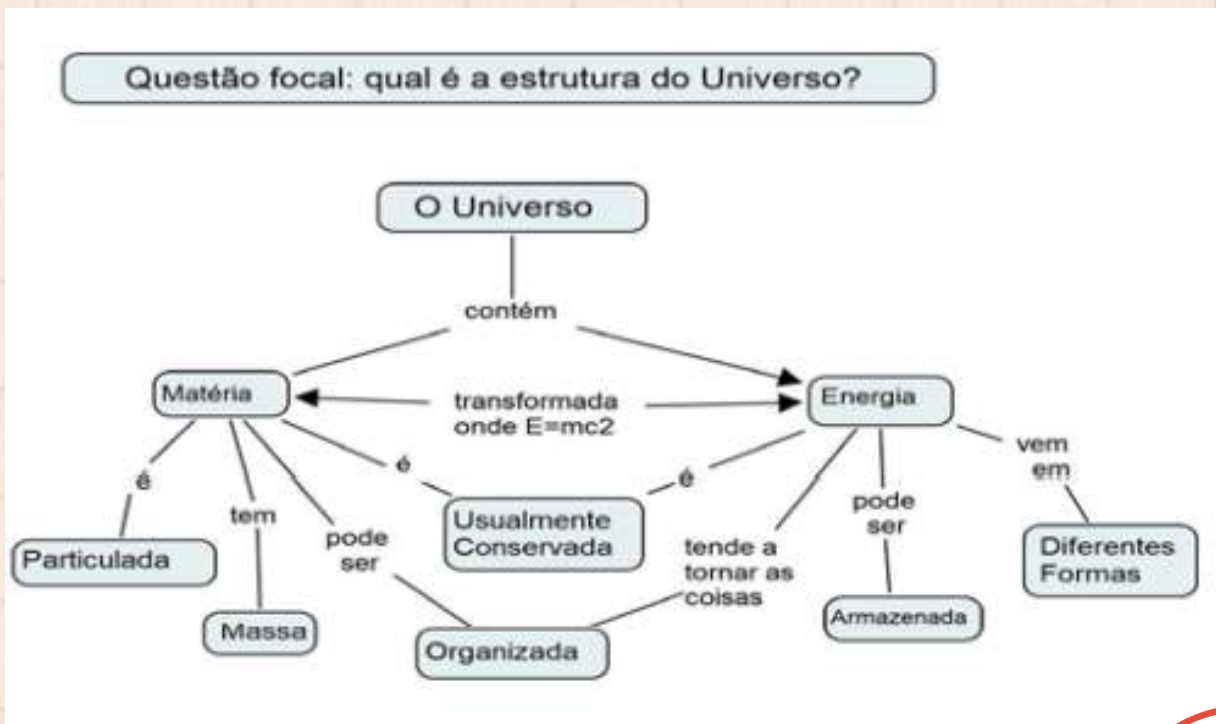 Questão focal: qual é a estrutura do Universo?
O Universo
contém
Matéria
transformada
onde E=mc2
Energia
é
tem
pode
ser
é
Usualmente
Conservada
é
tende a
tornar as
coisas
pode
ser
vem
em
Particulada
Massa
Organizada
Armazenada
Diferentes
Formas